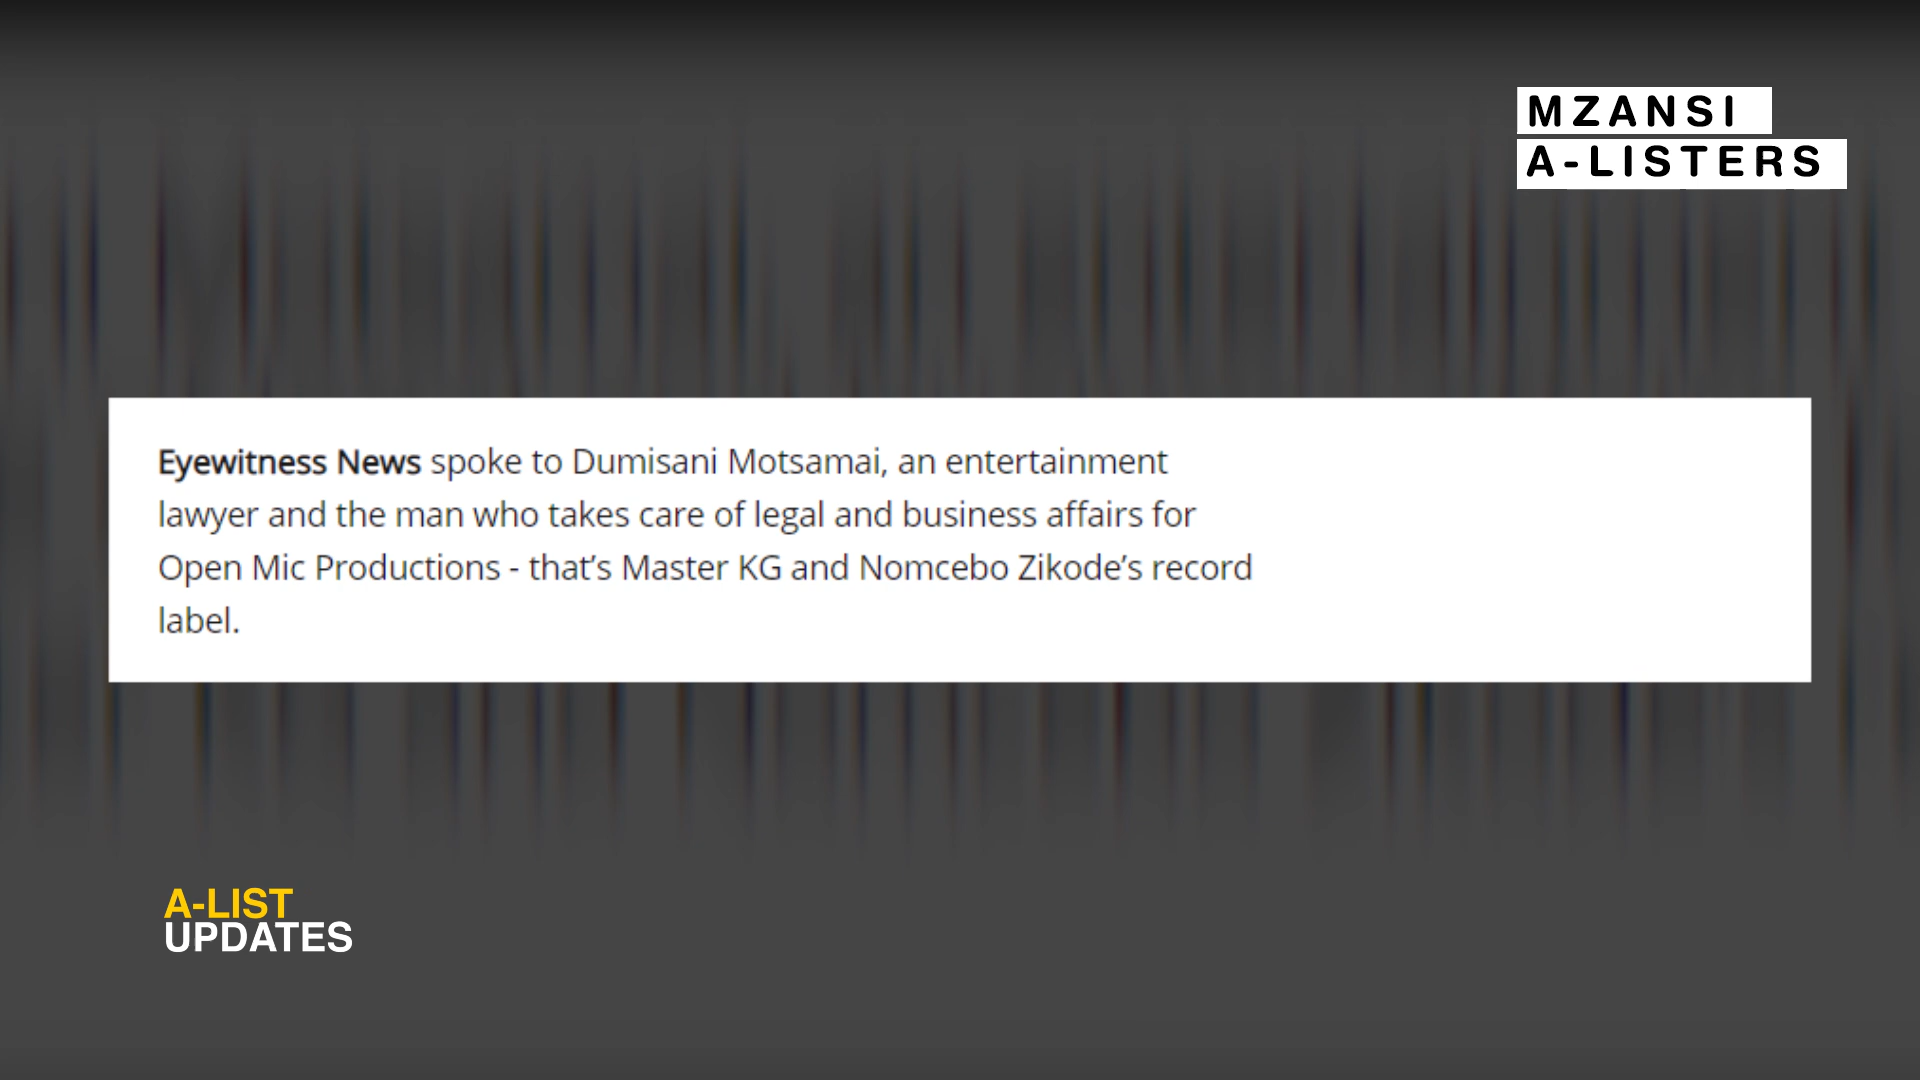 MZANSI
A-LISTERS
Eyewitness News spoke to Dumisani Motsamai, an entertainment
lawyer and the man who takes care of legal and business affairs for
Open Mic Productions - that’s Master KG and Nomcebo Zikode’s record
label.
A-LIST
UPDATES